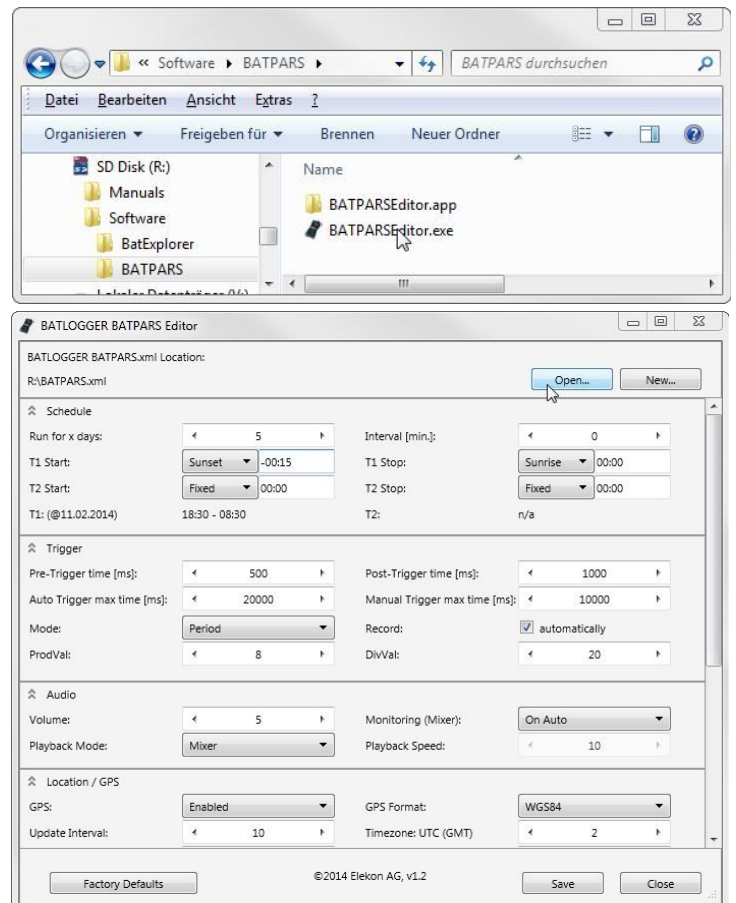 « Software ▸ BATPARS ▸ BATPARS durchsuchen
Datei Bearbeiten Ansicht Extras ?
Organisieren Freigeben für Brennen Neuer Ordner
SD Disk (R:)
Manuals
Software
BatExplorer
BATPARS
Name
BATPARSEditor.app
BATPARSEditor.exe
BATLOGGER BATPARS Editor
BATLOGGER BATPARS.xml Location:
R:\BATPARS.xml Open... New...
Schedule
Run for x days: 5 Interval [min.]: 0
T1 Start: Sunset -00:15 T1 Stop: Sunrise 00:00
T2 Start: Fixed 00:00 T2 Stop: Fixed 00:00
T1: (@11.02.2014) 18:30 - 08:30 T2: n/a
Trigger
Pre-Trigger time [ms]: 500 Post-Trigger time [ms]: 1000
Auto Trigger max time [ms]: 20000 Manual Trigger max time [ms]: 10000
Mode: Period Record: automatically
ProdVal: 8 DivVal: 20
Audio
Volume: 5 Monitoring (Mixer): On Auto
Playback Mode: Mixer Playback Speed: 10
Location / GPS
GPS: Enabled GPS Format: WGS84
Update Interval: 10 Timezone: UTC (GMT) 2
Factory Defaults ©2014 Elekon AG, v1.2 Save Close